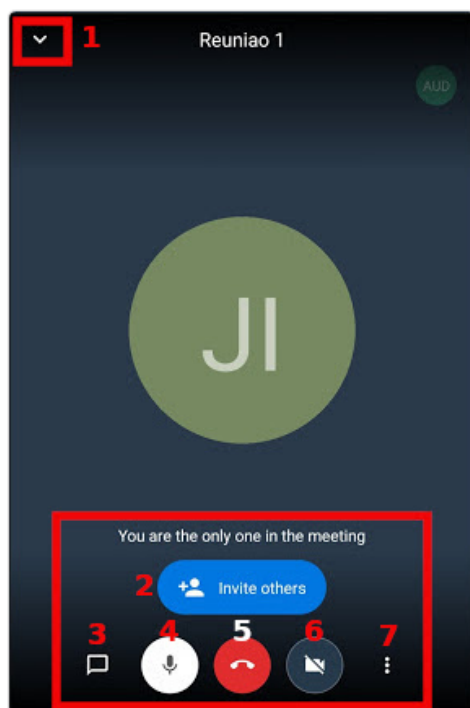 1
Reuniao 1
AUD
JI
You are the only one in the meeting
2 Invite others
3 4 5 6 7